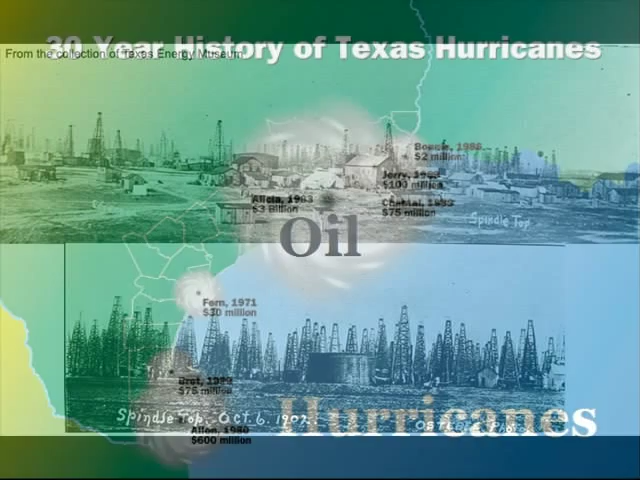 30 Year History of Texas Hurricanes
From the collection of Texas Energy Museum.
Bonnie, 1986
$2 million
Jerry, 1989
$100 million
Alicia, 1983
$3 Billion
Chantal, 1989
$75 million
Spindle Top
Oil
Fern, 1971
$30 million
Bret, 1999
$75 million
Spindle Top. Oct. 6. 1902.
Allen, 1980
$600 million
Hurricanes